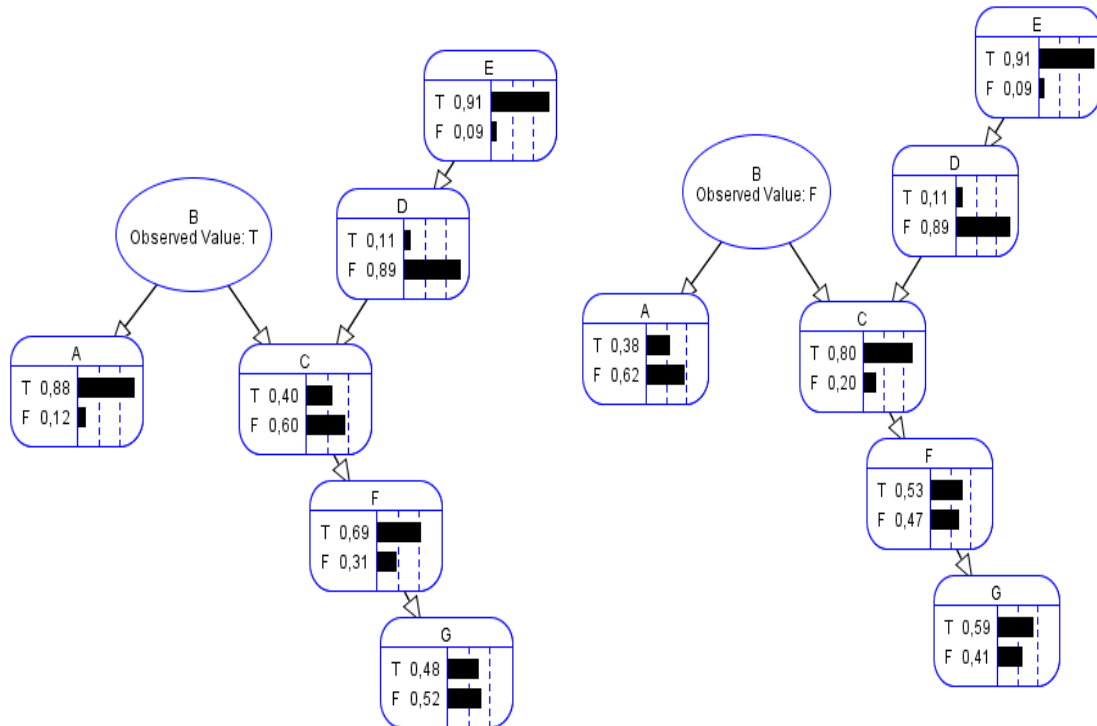 E
T 0,91
F 0,09
B
Observed Value: T
D
T 0,11
F 0,89
A
T 0,88
F 0,12
C
T 0,40
F 0,60
F
T 0,69
F 0,31
G
T 0,48
F 0,52
E
T 0,91
F 0,09
B
Observed Value: F
D
T 0,11
F 0,89
A
T 0,38
F 0,62
C
T 0,80
F 0,20
F
T 0,53
F 0,47
G
T 0,59
F 0,41